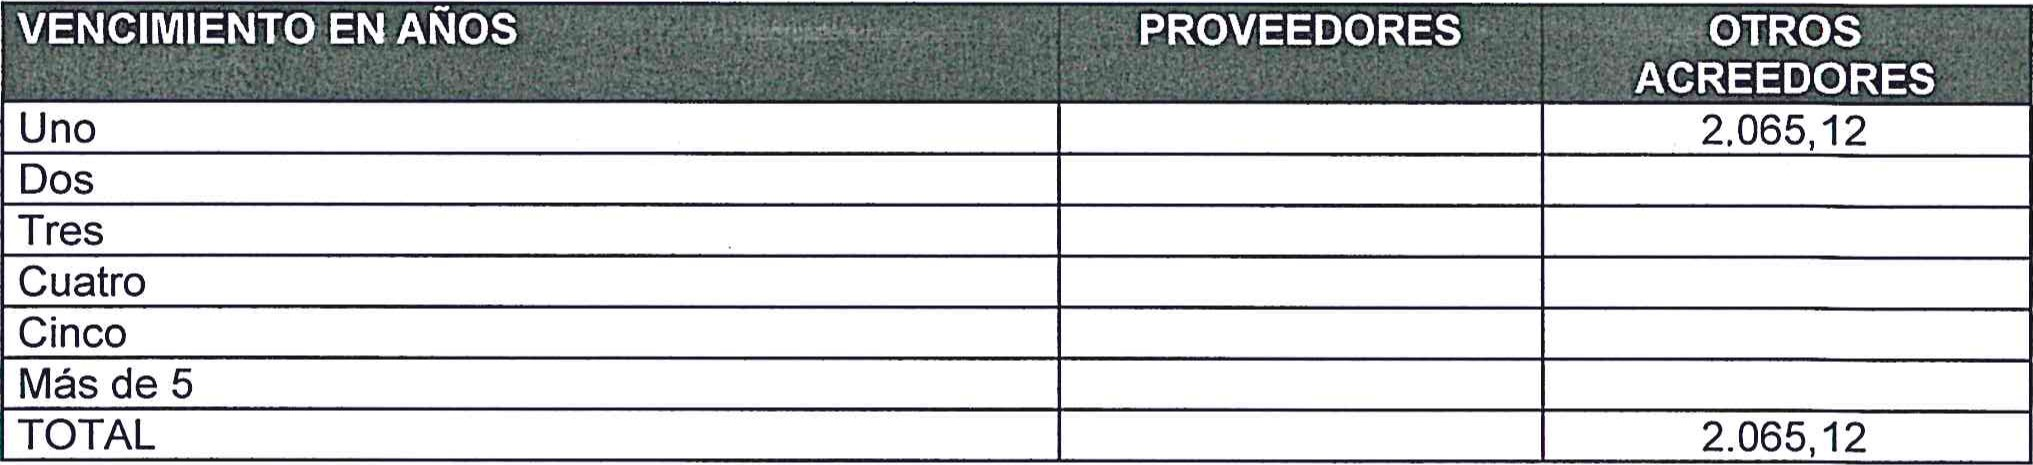 VENCIMIENTO EN AÑOS PROVEEDORES OTROS
ACREEDORES
Uno 2.065,12
Dos
Tres
Cuatro
Cinco
Más de 5
TOTAL 2.065,12